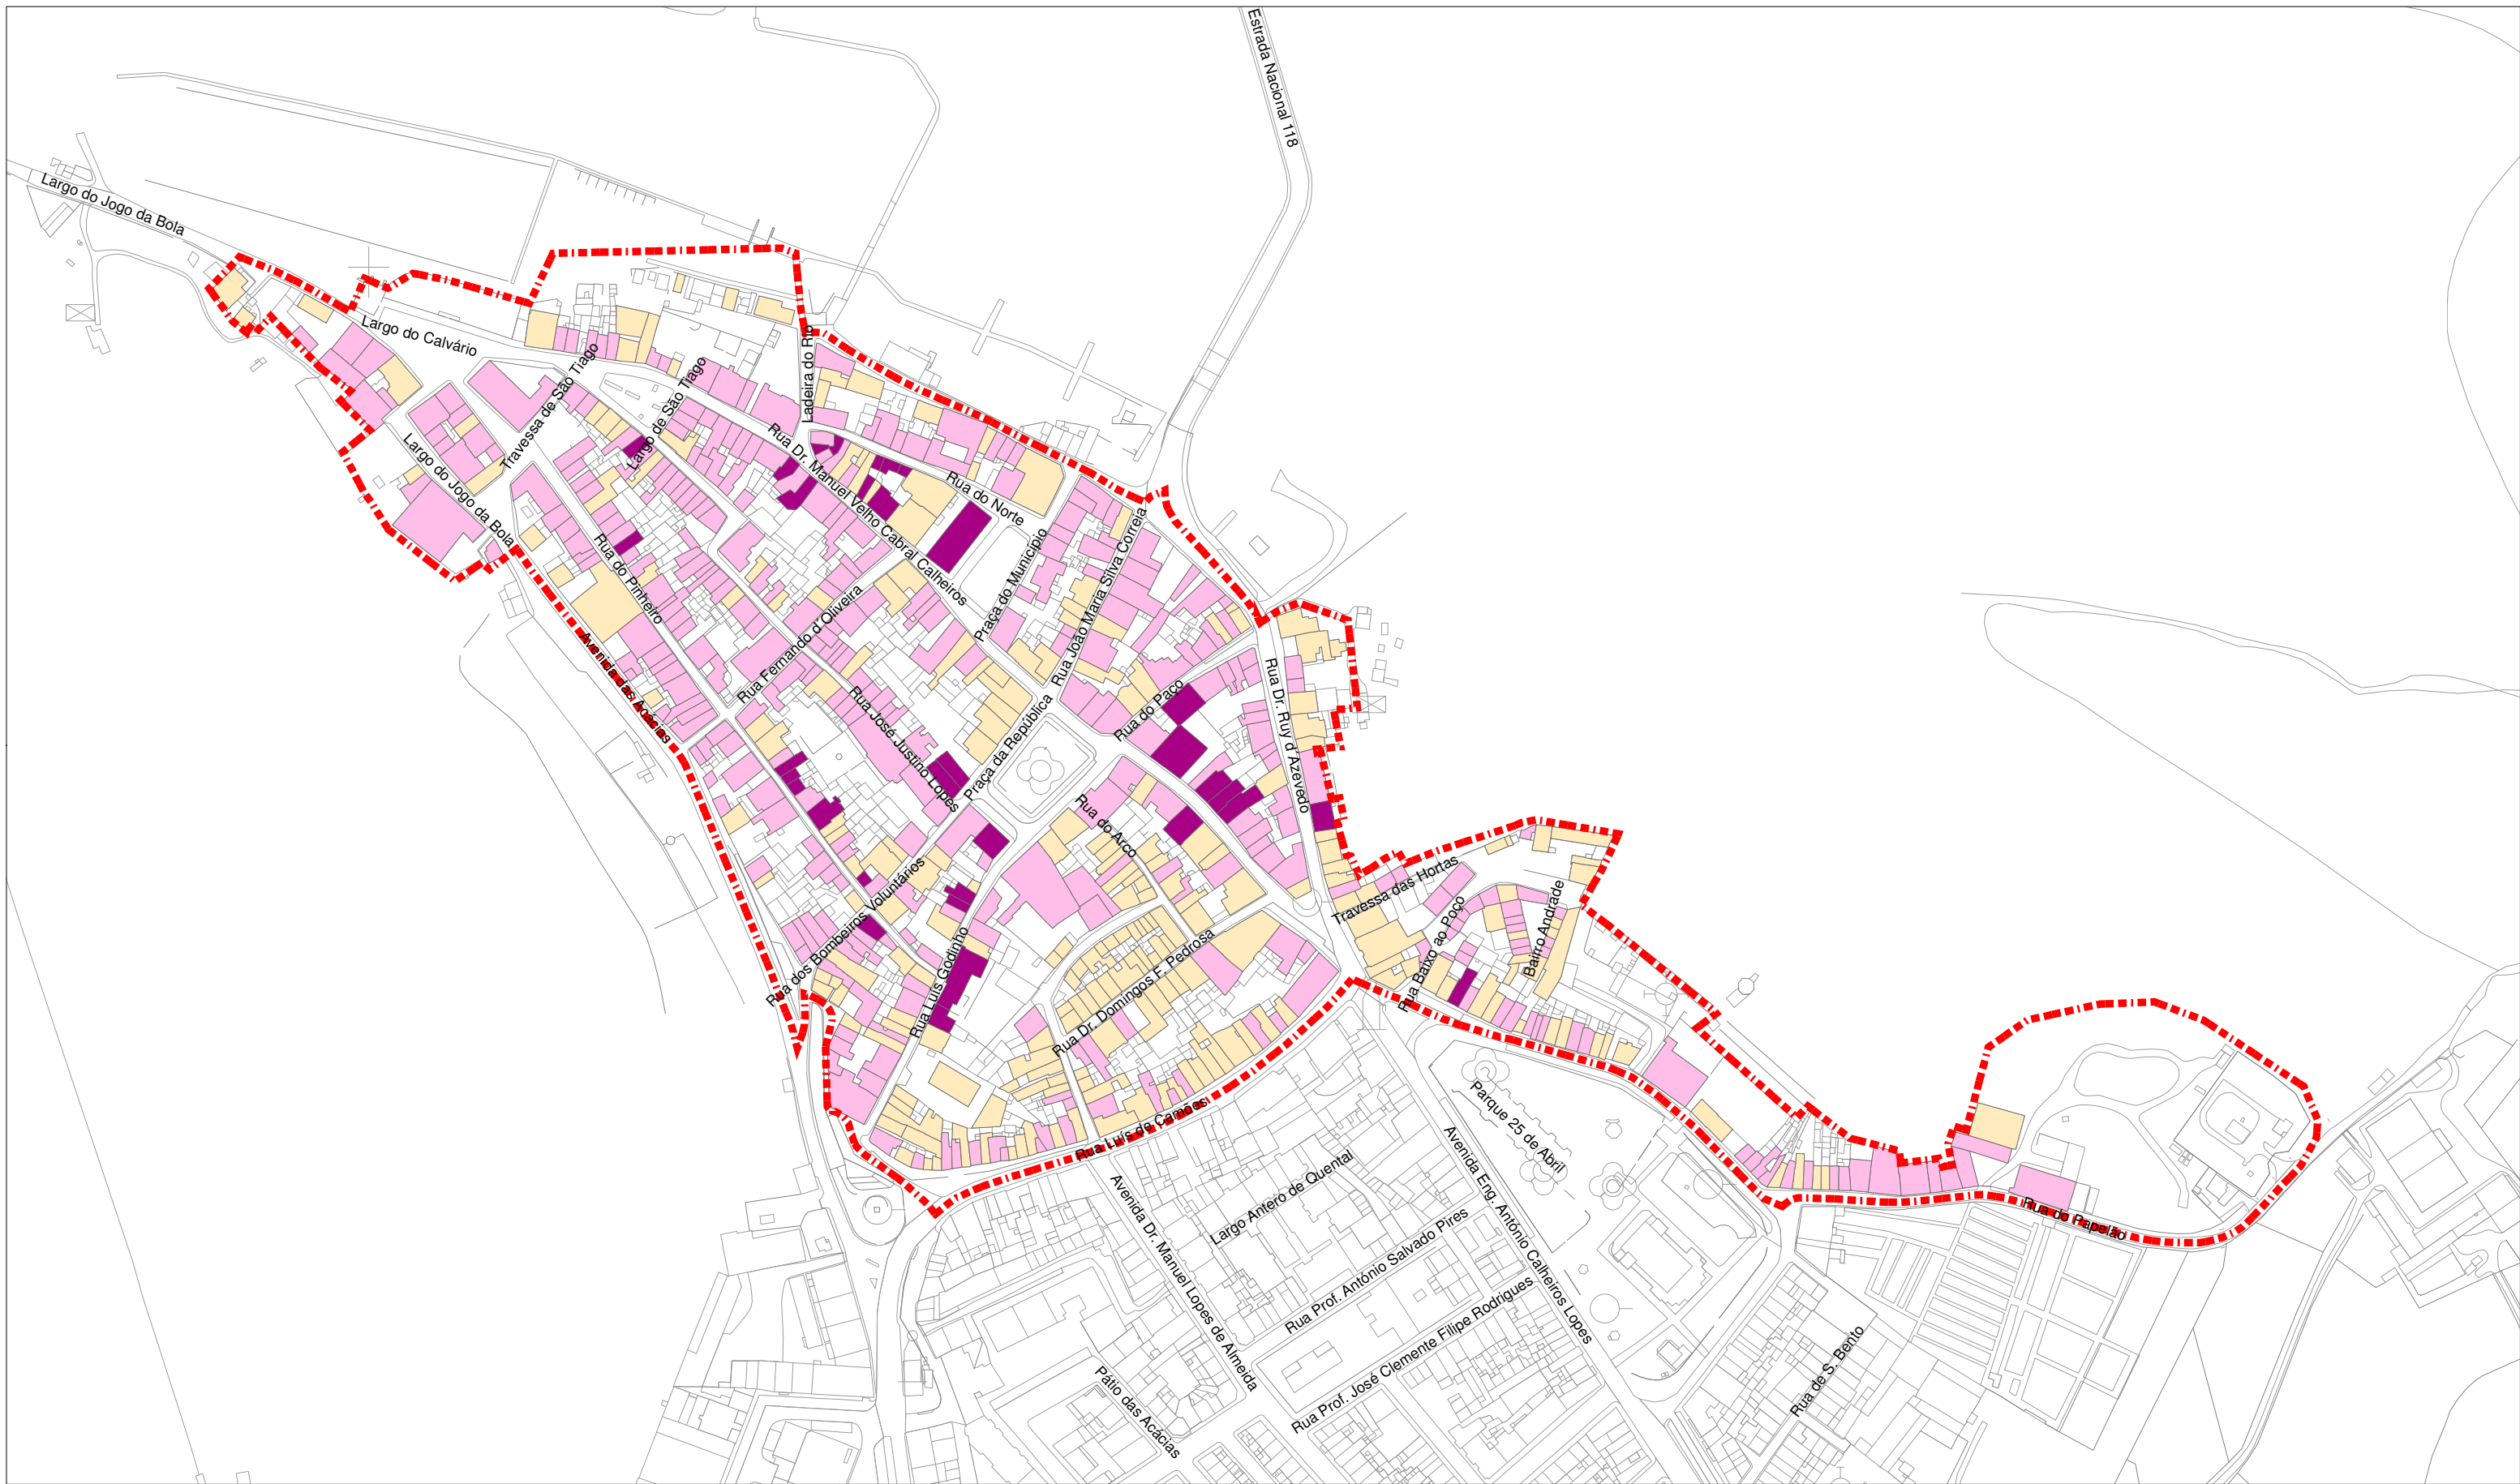 Estrada Nacional 118
Largo do Jogo da Bola
Largo do Calvário
Ladeira do Rio
Travessa de São Tiago
Largo de São Tiago
Rua Dr. Manuel Velho Cabral Calheiros
Rua do Norte
Largo do Jogo da Bola
Rua do Pinheiro
Praça do Município
Rua João Maria Silva Correia
Rua Fernando d´Oliveira
Avenida das Acácias
Rua José Justino Lopes
Praça da República
Rua do Paço
Rua Dr. Ruy d´Azevedo
Rua do Arco
Rua dos Bombeiros Voluntários
Rua Luís Godinho
Travessa das Hortas
Rua Baixo ao Poço
Bairro Andrade
Rua Dr. Domingos F. Pedrosa
Rua Luís de Camões
Parque 25 de Abril
Avenida Eng. António Calheiros Lopes
Largo Antero de Quental
Avenida Dr. Manuel Lopes de Almeida
Rua Prof. António Salvado Pires
Rua Prof. José Clemente Filipe Rodrigues
Rua do Papelão
Pátio das Acácias
Rua de S. Bento